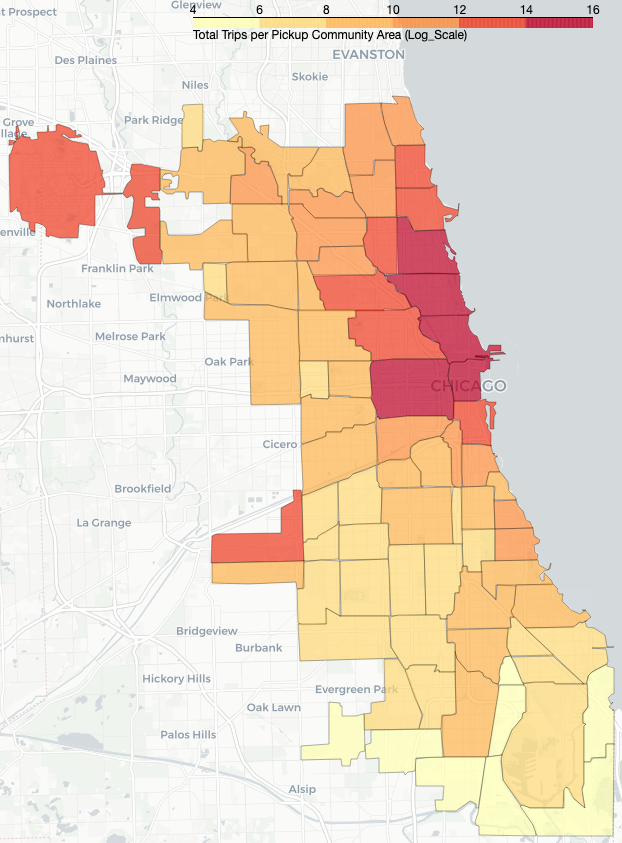 Glenview
t Prospect
4 6 8 10 12 14 16
Total Trips per Pickup Community Area (Log_Scale)
EVANSTON
Des Plaines
Skokie
Niles
Park Ridge
Grove
llage
enville
Franklin Park
Elmwood Park
Northlake
mhurst
Melrose Park
Oak Park
Maywood
CHICAGO
Cicero
Brookfield
La Grange
Bridgeview
Burbank
Hickory Hills
Evergreen Park
Oak Lawn
Palos Hills
Alsip